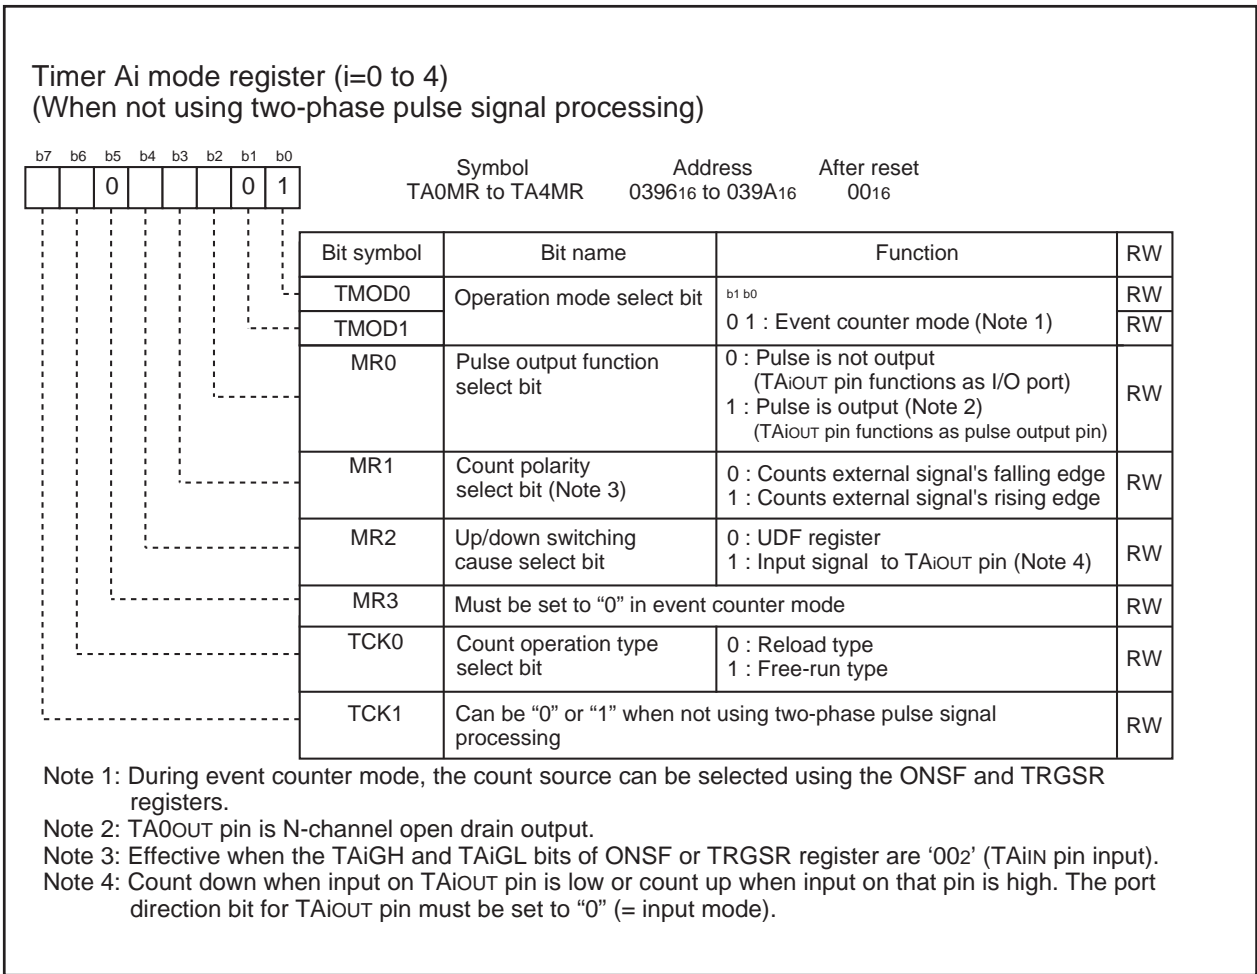 Timer Ai mode register (i=0 to 4)
(When not using two-phase pulse signal processing)
b7 b6 b5 b4 b3 b2 b1 b0
0 0 1
Symbol Address After reset
TA0MR to TA4MR 039616 to 039A16 0016
Bit symbol Bit name Function RW
TMOD0 Operation mode select bit b1 b0 RW
TMOD1 0 1 : Event counter mode (Note 1) RW
MR0 Pulse output function 0 : Pulse is not output
select bit (TAiOUT pin functions as I/O port)
1 : Pulse is output (Note 2) RW
(TAiOUT pin functions as pulse output pin)
MR1 Count polarity 0 : Counts external signal's falling edge
select bit (Note 3) 1 : Counts external signal's rising edge RW
MR2 Up/down switching 0 : UDF register
cause select bit 1 : Input signal to TAiOUT pin (Note 4) RW
MR3 Must be set to “0” in event counter mode RW
TCK0 Count operation type 0 : Reload type
select bit 1 : Free-run type RW
TCK1 Can be “0” or “1” when not using two-phase pulse signal
processing RW
Note 1: During event counter mode, the count source can be selected using the ONSF and TRGSR
registers.
Note 2: TA0OUT pin is N-channel open drain output.
Note 3: Effective when the TAiGH and TAiGL bits of ONSF or TRGSR register are ‘002’ (TAiIN pin input).
Note 4: Count down when input on TAiOUT pin is low or count up when input on that pin is high. The port
direction bit for TAiOUT pin must be set to “0” (= input mode).